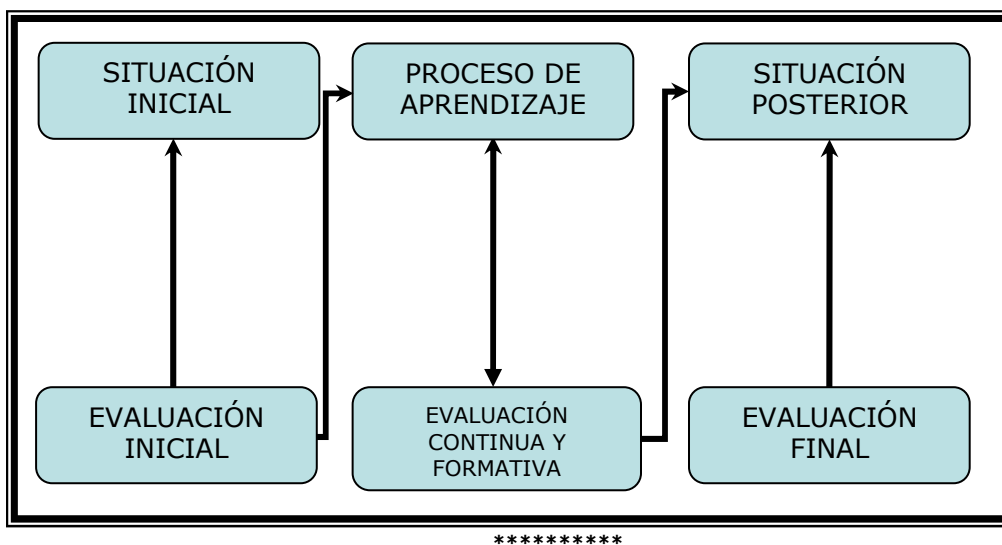 SITUACIÓN
INICIAL
PROCESO DE
APRENDIZAJE
SITUACIÓN
POSTERIOR
EVALUACIÓN
INICIAL
EVALUACIÓN
CONTINUA Y
FORMATIVA
EVALUACIÓN
FINAL
**********